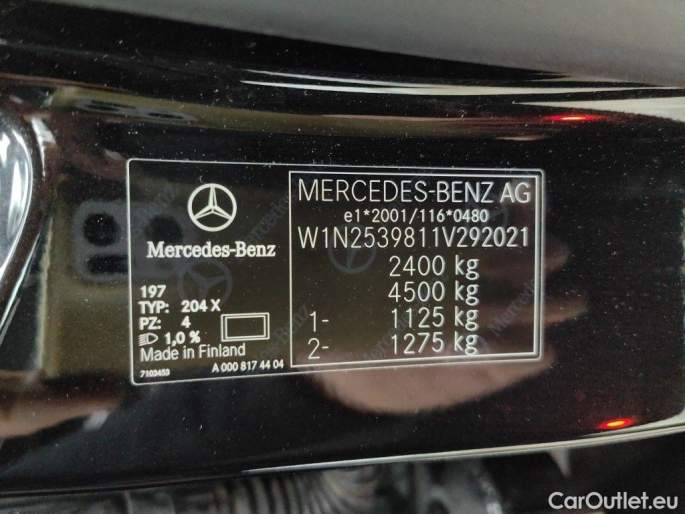 Mercedes-Benz
197
TYP: 204 X
PZ: 4
1,0 %
Made in Finland
7103453
A 000 817 44 04
MERCEDES-BENZ AG
e1*2001/116*0480
W1N2539811V292021
2400 kg
4500 kg
1- 1125 kg
2- 1275 kg
CarOutlet.eu